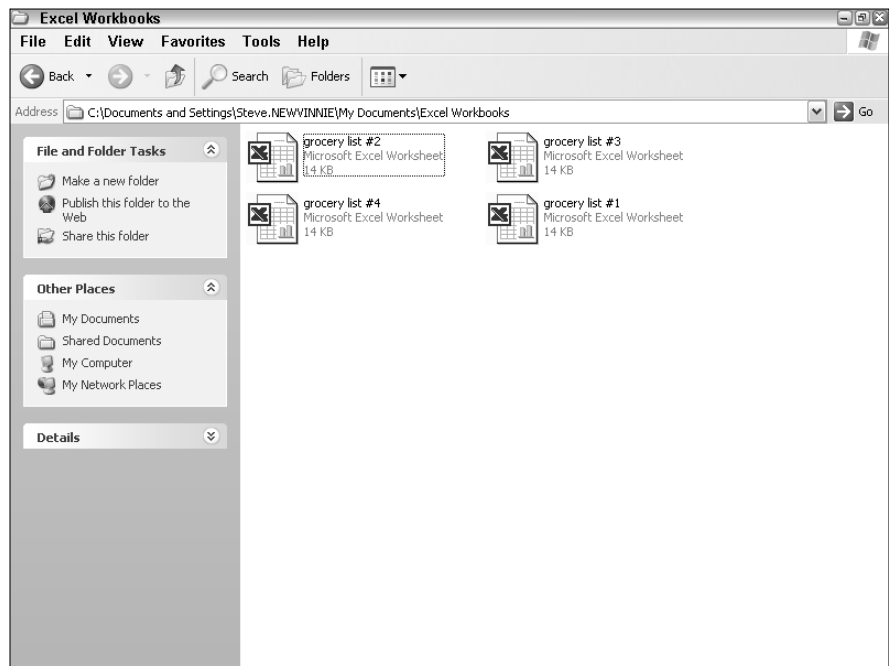 Excel Workbooks
File Edit View Favorites Tools Help
Back Search Folders
Address C:\Documents and Settings\Steve.NEWVINNIE\My Documents\Excel Workbooks Go
File and Folder Tasks
Make a new folder
Publish this folder to the
Web
Share this folder
Other Places
My Documents
Shared Documents
My Computer
My Network Places
Details
grocery list #2
Microsoft Excel Worksheet
14 KB
grocery list #3
Microsoft Excel Worksheet
14 KB
grocery list #4
Microsoft Excel Worksheet
14 KB
grocery list #1
Microsoft Excel Worksheet
14 KB